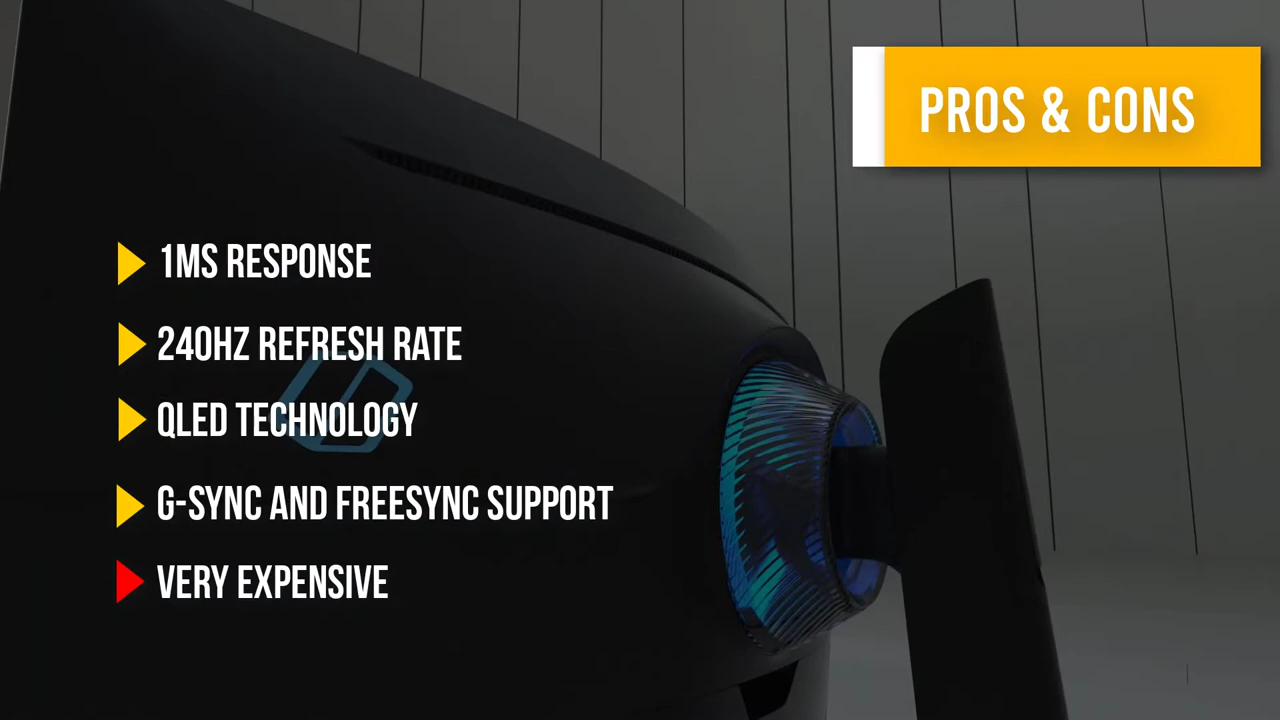 PROS & CONS
1MS RESPONSE
240HZ REFRESH RATE
QLED TECHNOLOGY
G-SYNC AND FREESYNC SUPPORT
VERY EXPENSIVE